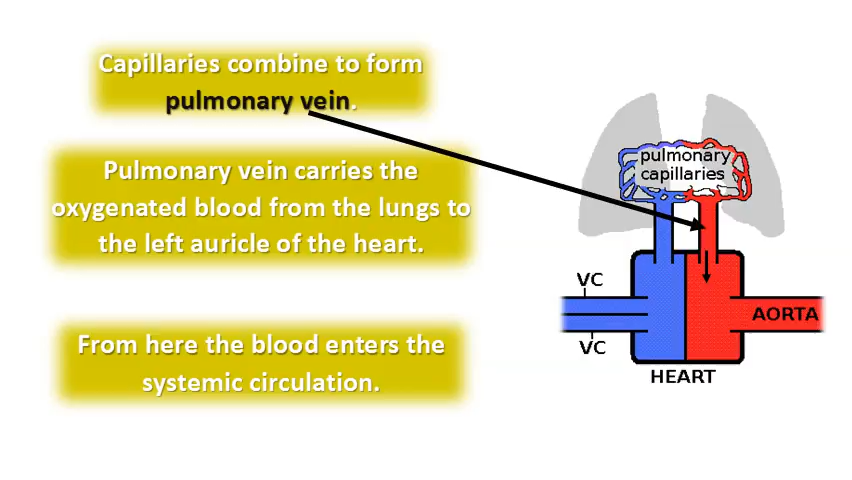 Capillaries combine to form
pulmonary vein.
Pulmonary vein carries the
oxygenated blood from the lungs to
the left auricle of the heart.
From here the blood enters the
systemic circulation.
pulmonary
capillaries
VC
AORTA
VC
HEART